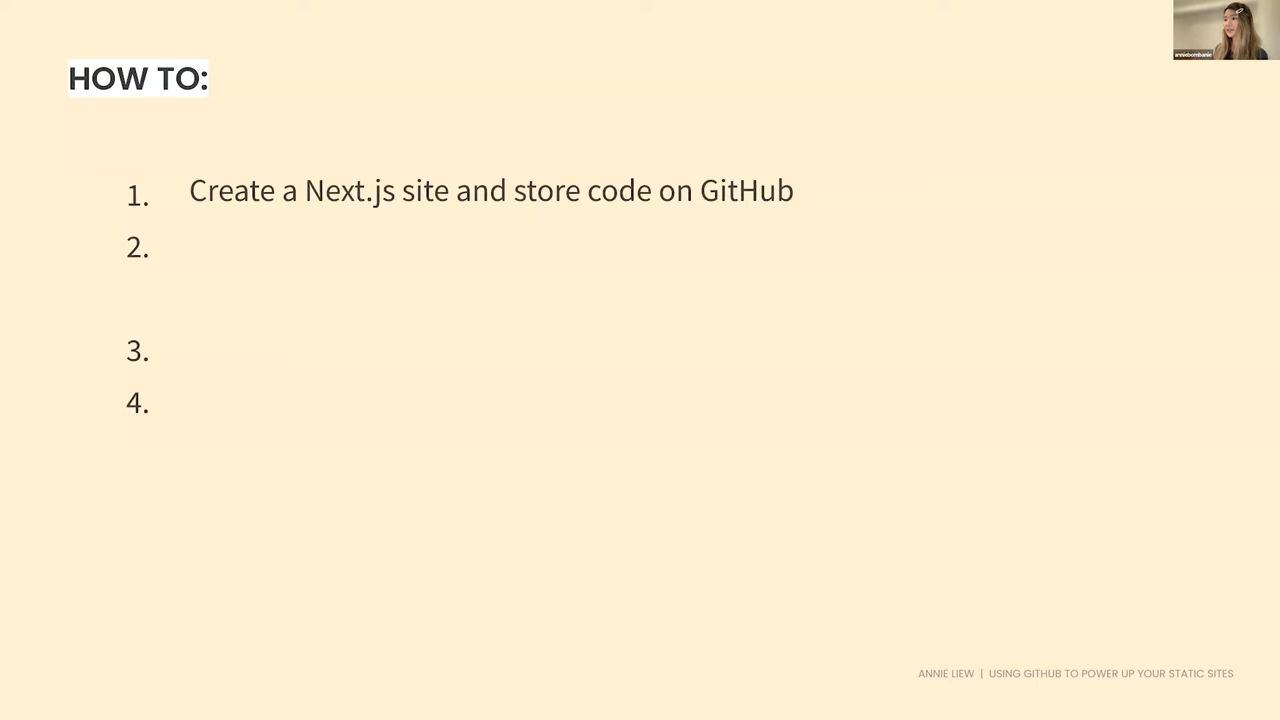 anniebombanie
HOW TO:
1. Create a Next.js site and store code on GitHub
2.
3.
4.
ANNIE LIEW | USING GITHUB TO POWER UP YOUR STATIC SITES